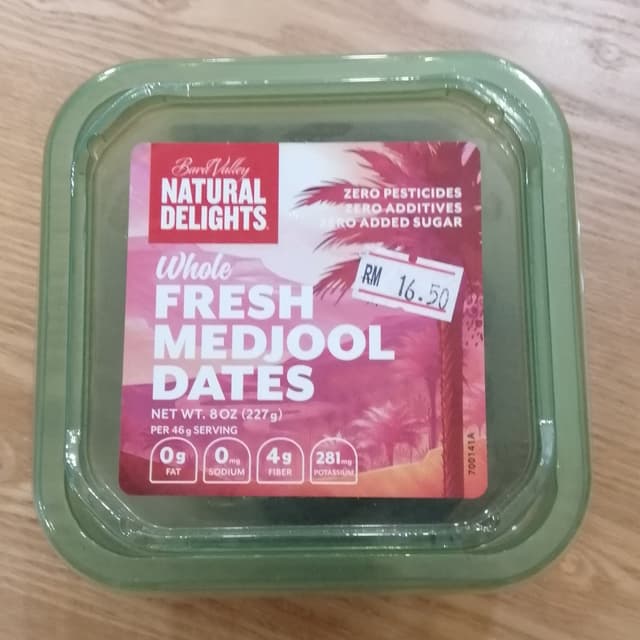 Bard Valley
NATURAL
DELIGHTS
ZERO PESTICIDES
ZERO ADDITIVES
ZERO ADDED SUGAR
RM 16.50
Whole
FRESH
MEDJOOL
DATES
NET WT. 8 OZ (227g)
PER 46g SERVING
0g
FAT
0mg
SODIUM
4g
FIBER
281mg
POTASSIUM
700141A